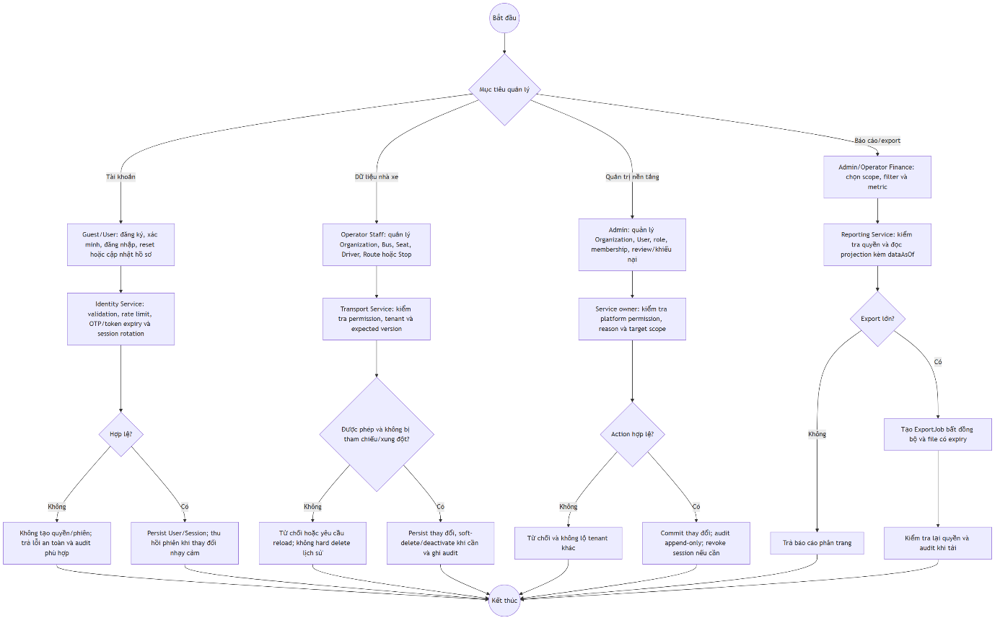 Bắt đầu
Mục tiêu quản lý
Tài khoản
Dữ liệu nhà xe
Quản trị nền tảng
Báo cáo/export
Guest/User: đăng ký, xác
minh, đăng nhập, reset
hoặc cập nhật hồ sơ
Operator Staff: quản lý
Organization, Bus, Seat,
Driver, Route hoặc Stop
Admin: quản lý
Organization, User, role,
membership, review/khiếu
nại
Admin/Operator Finance:
chọn scope, filter và
metric
Identity Service:
validation, rate limit,
OTP/token expiry và
session rotation
Transport Service: kiểm
tra permission, tenant và
expected version
Service owner: kiểm tra
platform permission,
reason và target scope
Reporting Service: kiểm
tra quyền và đọc
projection kèm dataAsOf
Hợp lệ?
Được phép và không bị
tham chiếu/xung đột?
Action hợp lệ?
Export lớn?
Không
Có
Không
Có
Không
Có
Không
Có
Không tạo quyền/phiên;
trả lỗi an toàn và audit
phù hợp
Persist User/Session; thu
hồi phiên khi thay đổi
nhạy cảm
Từ chối hoặc yêu cầu
reload; không hard delete
lịch sử
Persist thay đổi, soft-
delete/deactivate khi cần
và ghi audit
Từ chối và không lộ tenant
khác
Commit thay đổi; audit
append-only; revoke
session nếu cần
Trả báo cáo phân trang
Tạo ExportJob bất đồng
bộ và file có expiry
Kiểm tra lại quyền và
audit khi tải
Kết thúc